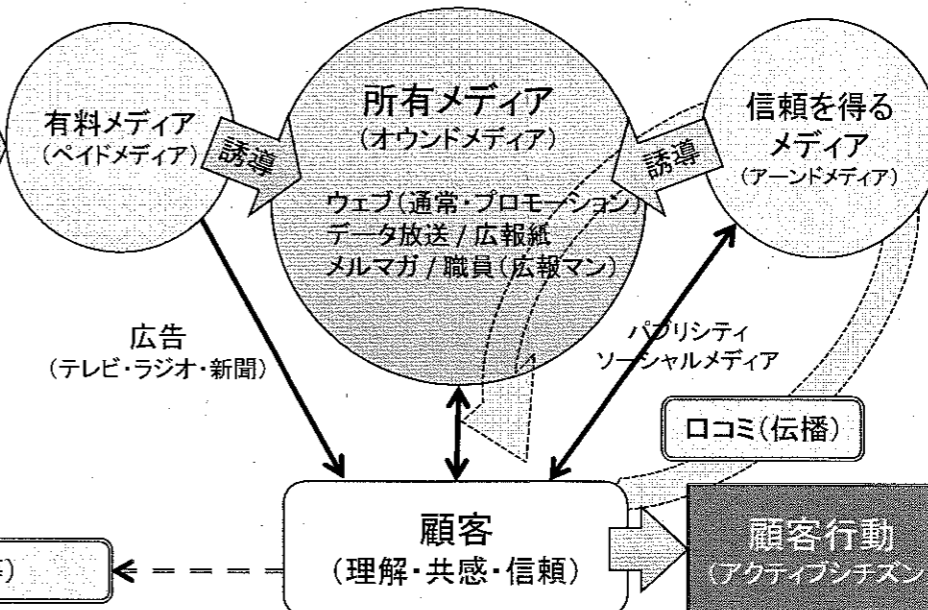 有料メディア
(ペイドメディア)
誘導
所有メディア
(オウンドメディア)
ウェブ(通常・プロモーション)
データ放送 / 広報紙
メルマガ / 職員(広報マン)
誘導
信頼を得る
メディア
(アーンドメディア)
広告
(テレビ・ラジオ・新聞)
パブリシティ
ソーシャルメディア
口コミ(伝播)
顧客
(理解・共感・信頼)
顧客行動
(アクティブシチズン